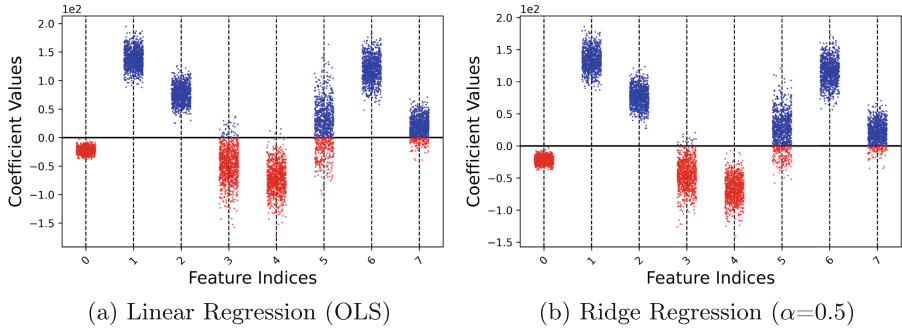 1e2
2.0
1.5
1.0
0.5
0.0
−0.5
−1.0
−1.5
Coefficient Values
0 1 2 3 4 5 6 7
Feature Indices
(a) Linear Regression (OLS)
1e2
2.0
1.5
1.0
0.5
0.0
−0.5
−1.0
Coefficient Values
0 1 2 3 4 5 6 7
Feature Indices
(b) Ridge Regression (α=0.5)